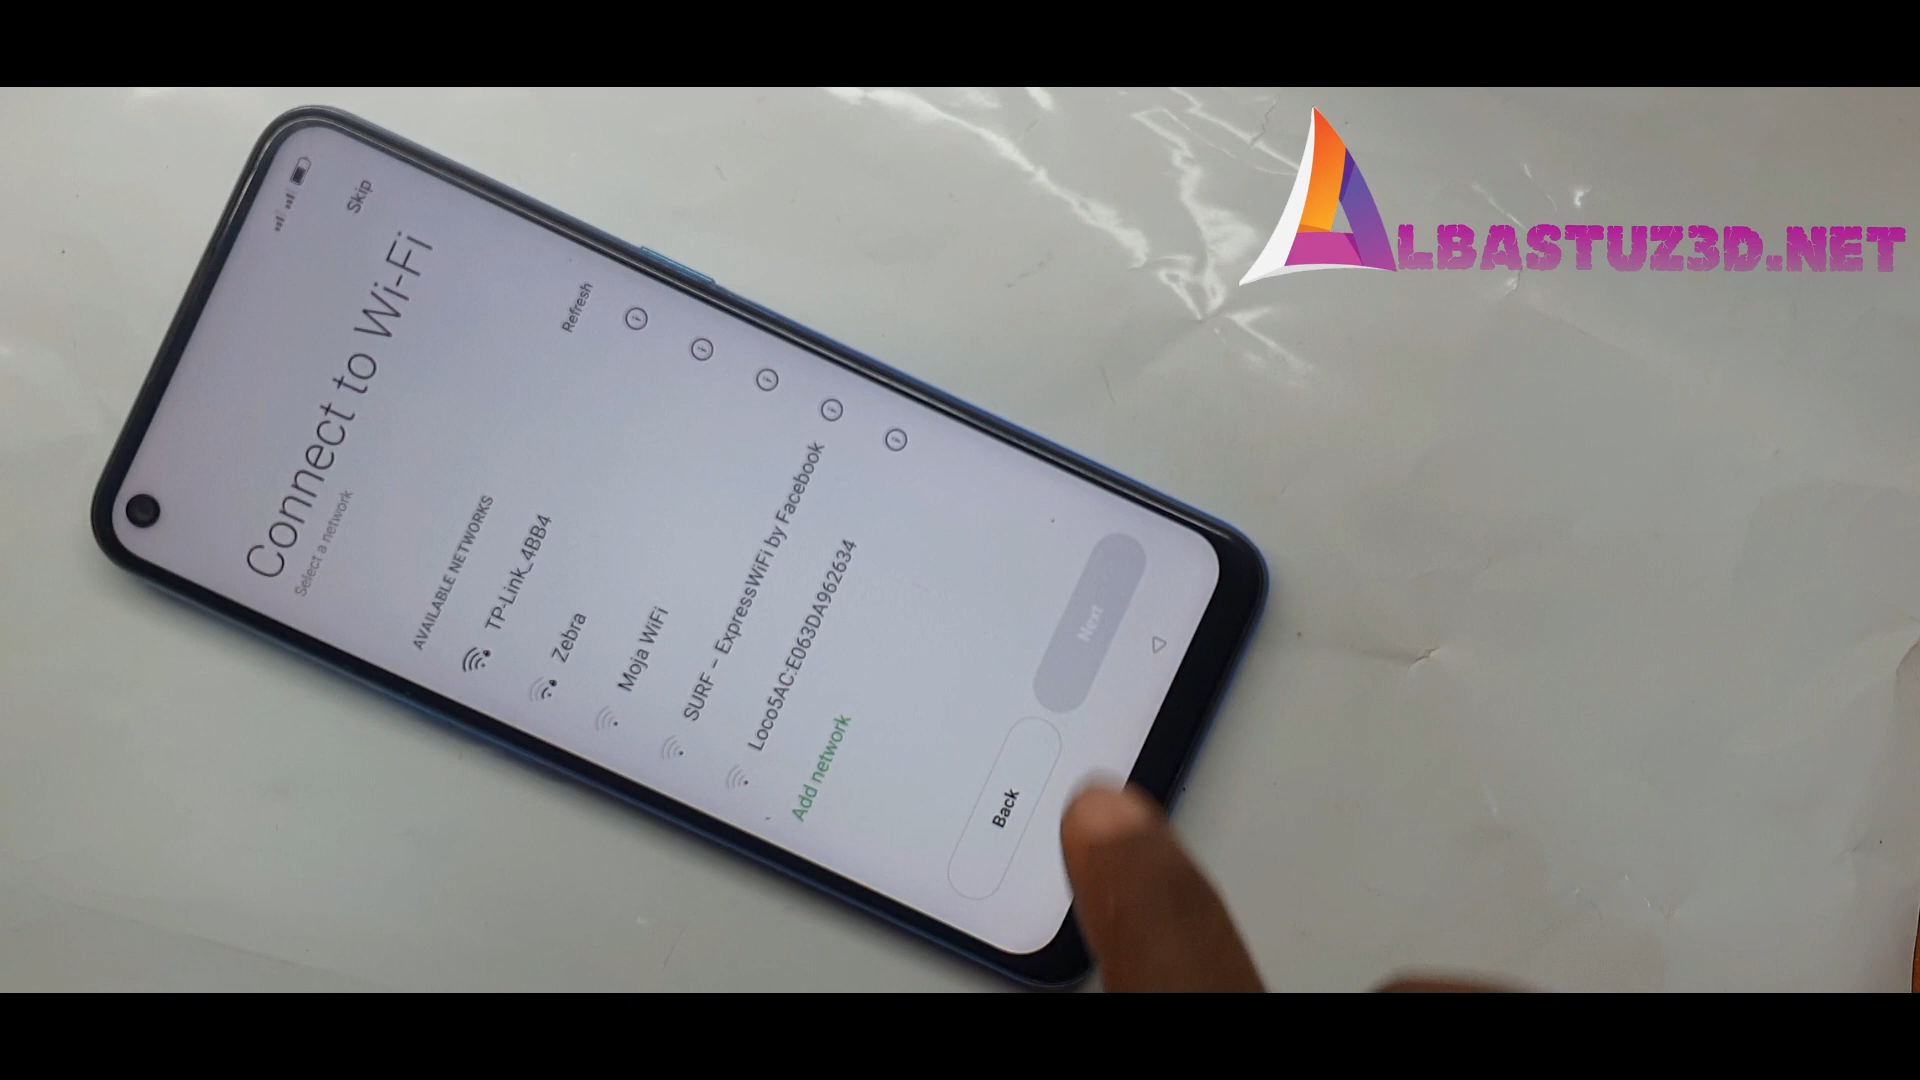 ALBASTUZ3D.NET
Skip
Connect to Wi-Fi
Select a network
Refresh
AVAILABLE NETWORKS
TP-Link_4BB4
Zebra
Moja WiFi
SURF - ExpressWiFi by Facebook
Loco5AC:E063DA962634
Add network
Back
Next